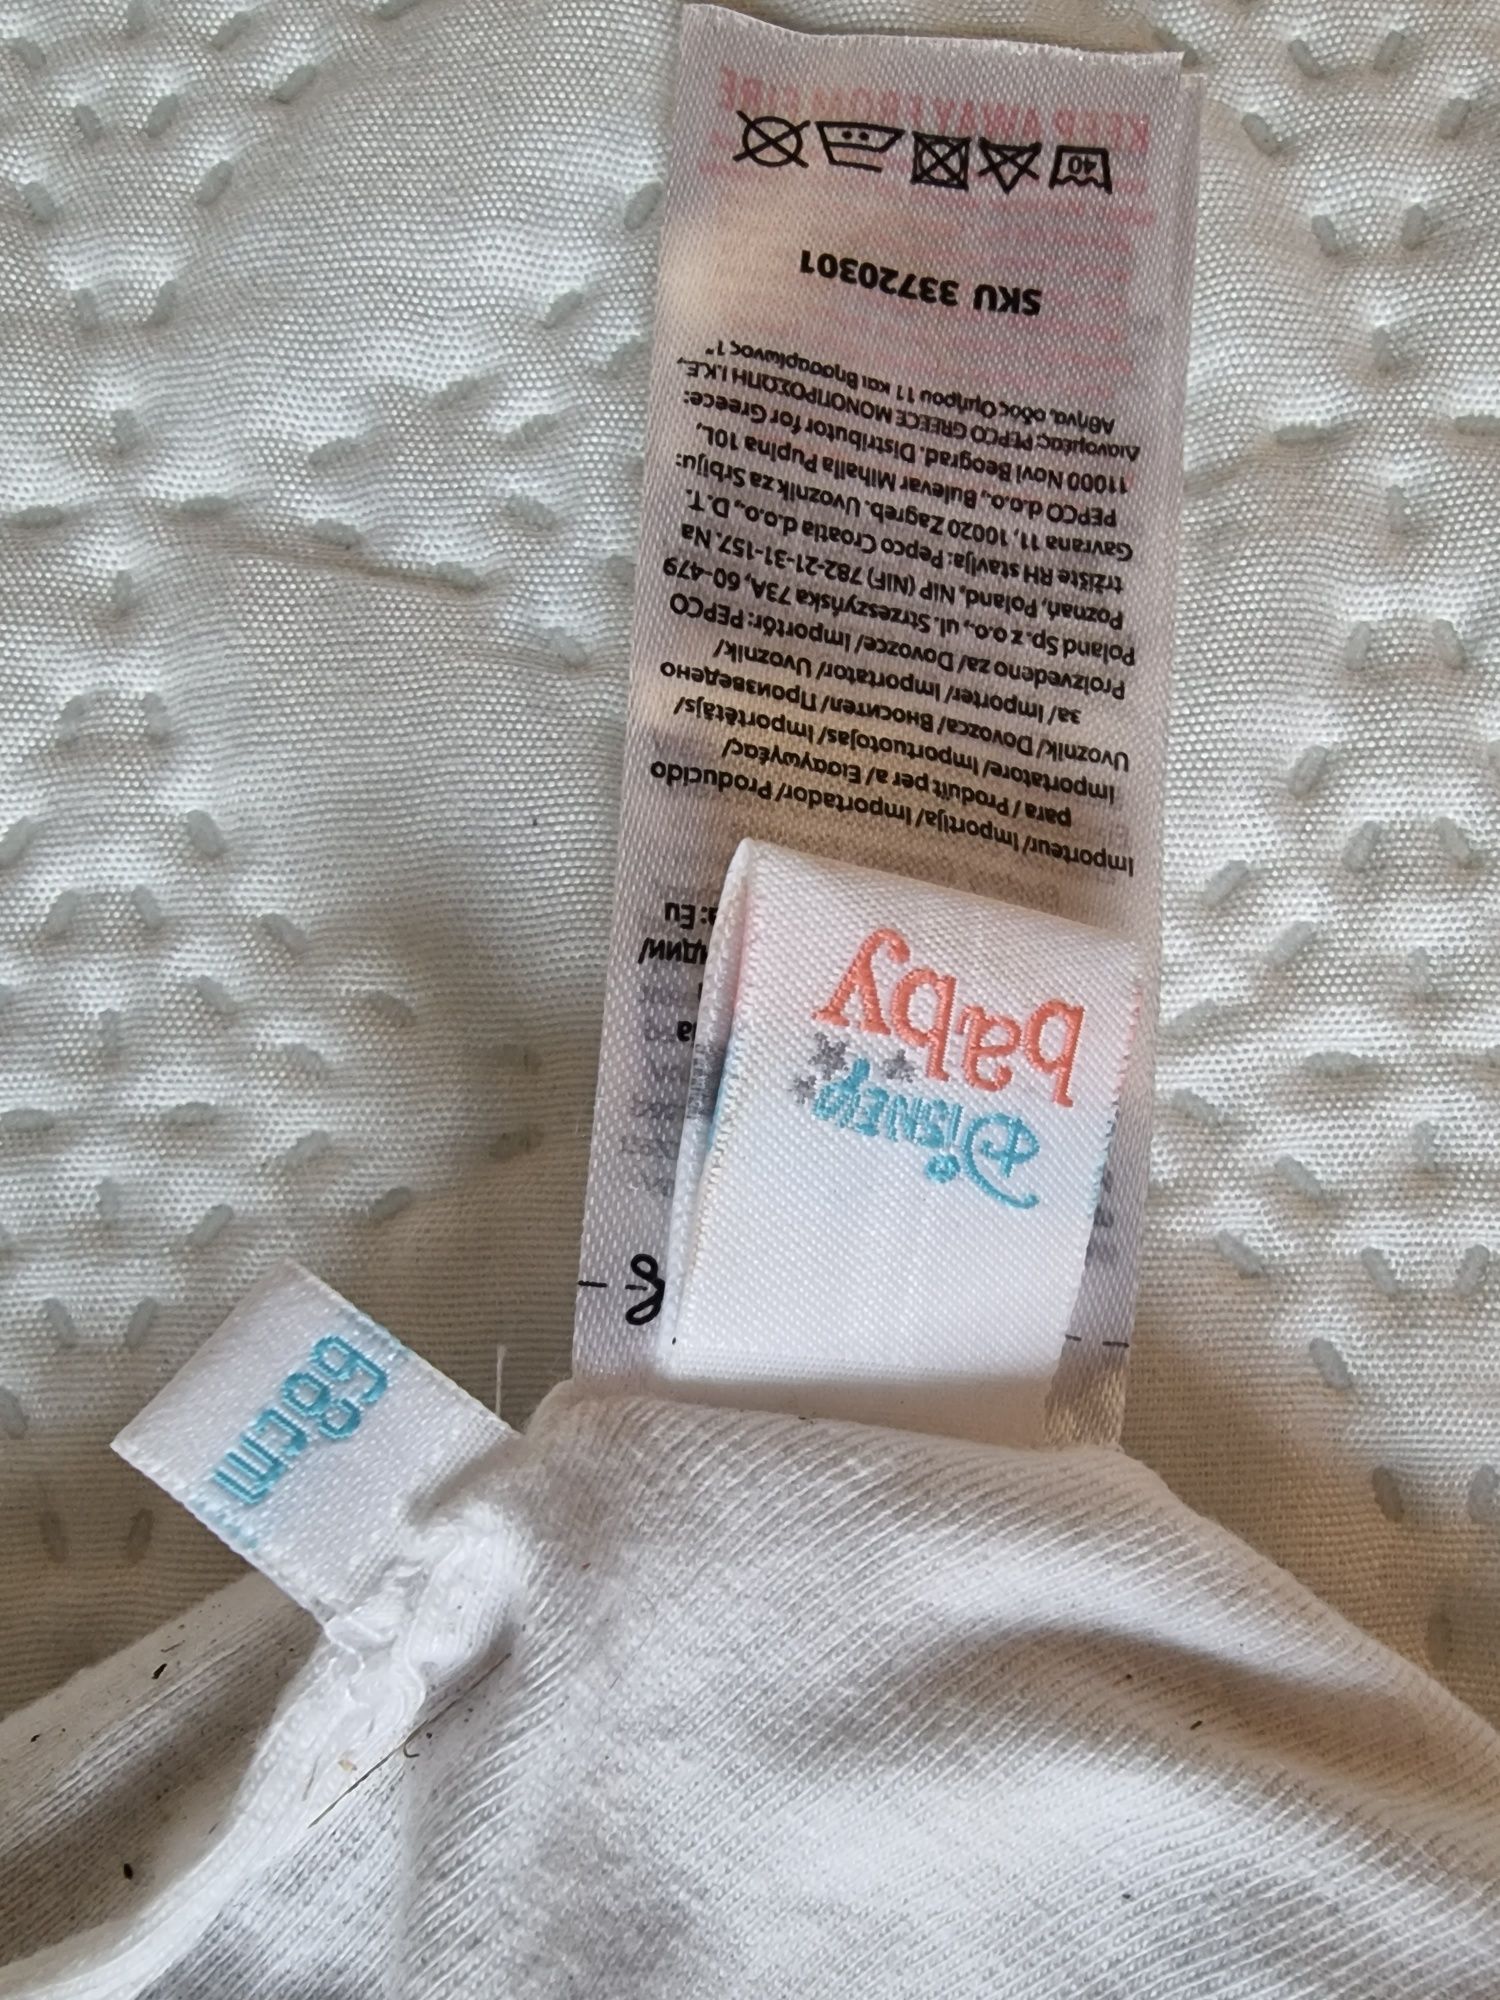 68cm
DiSNEY
baby
a: Eu
Importeur/ Importija/ Importador/ Producido
para / Produit per a/ Εισαγωγέας/
Importatore/ Importuotojas/ Importētājs/
Uvoznik/ Dovozca/ Вносител/ Произведено
за/ Importer/ Importator/ Uvoznik/
Proizvedeno za/ Dovozce/ Importőr: PEPCO
Poland Sp. z o.o., ul. Strzeszyńska 73A, 60-479
Poznań, Poland, NIP (NIF) 782-21-31-157. Na
tržište RH stavlja: Pepco Croatia d.o.o., D. T.
Gavrana 11, 10020 Zagreb. Uvoznik za Srbiju:
PEPCO d.o.o., Bulevar Mihaila Pupina 10L,
11000 Novi Beograd. Distributor for Greece:
Διανομέας: PEPCO GREECE ΜΟΝΟΠΡΟΣΩΠΗ Ι.Κ.Ε.,
Αθήνα, οδός Ομήρου 11 και Βησσαρίωνος 1"
SKU 33720301
40
KEEP AWAY FROM FIRE